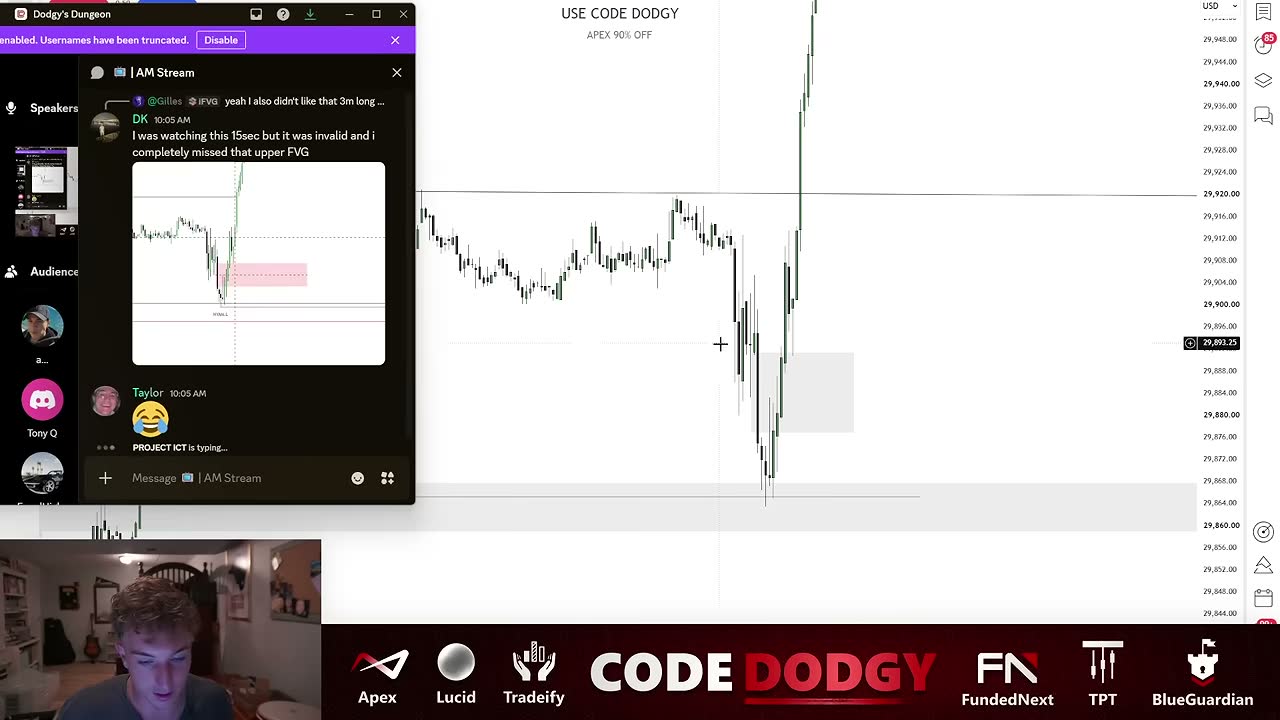 Dodgy's Dungeon
enabled. Usernames have been truncated.
Disable
| AM Stream
Speakers
Audience
a...
Tony Q
@Gilles iFVG yeah I also didn't like that 3m long ...
DK 10:05 AM
I was watching this 15sec but it was invalid and i
completely missed that upper FVG
Taylor 10:05 AM
PROJECT ICT is typing...
Message | AM Stream
USE CODE DODGY
APEX 90% OFF
USD
29,948.00
29,944.00
29,940.00
29,936.00
29,932.00
29,928.00
29,924.00
29,920.00
29,916.00
29,912.00
29,908.00
29,904.00
29,900.00
29,896.00
29,893.25
29,888.00
29,884.00
29,880.00
29,876.00
29,872.00
29,868.00
29,864.00
29,860.00
29,856.00
29,852.00
29,848.00
29,844.00
85
Apex
Lucid
Tradeify
CODE DODGY
FN
FundedNext
TPT
BlueGuardian